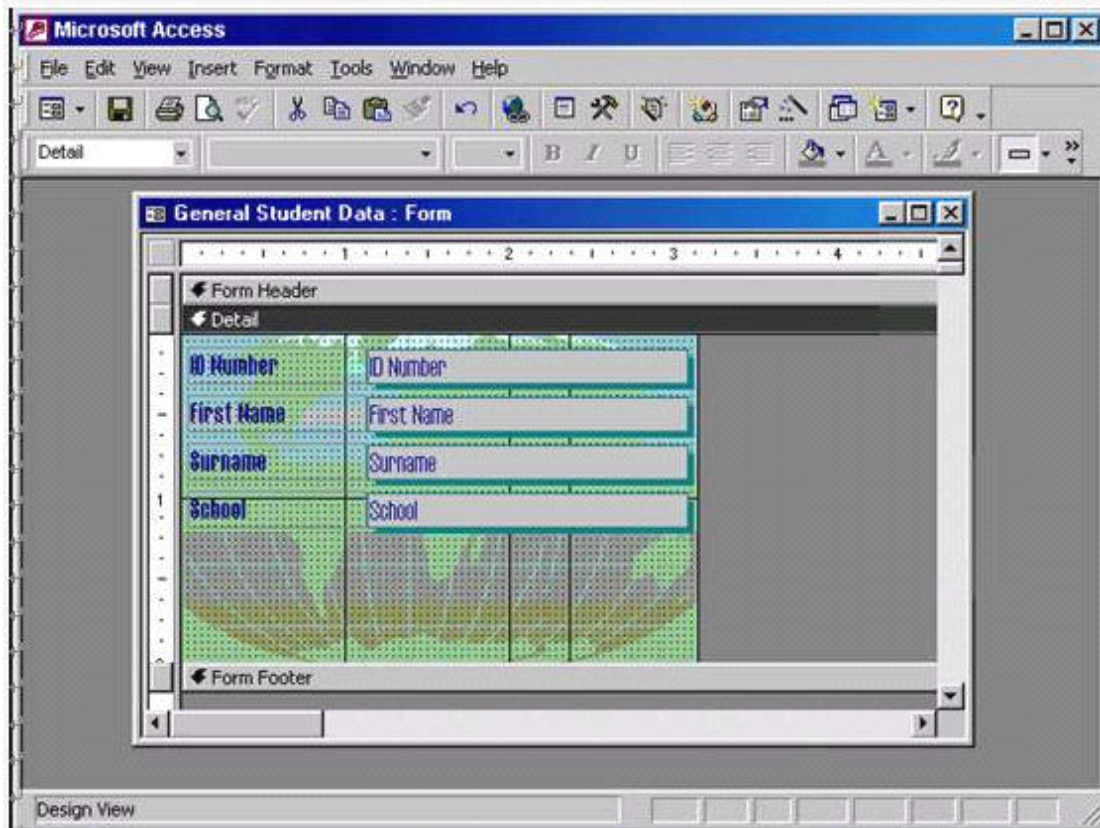 Microsoft Access
File Edit View Insert Format Tools Window Help
Detail
B I U
General Student Data : Form
1 2 3 4
Form Header
Detail
ID Number ID Number
First Name First Name
Surname Surname
1
School School
Form Footer
Design View